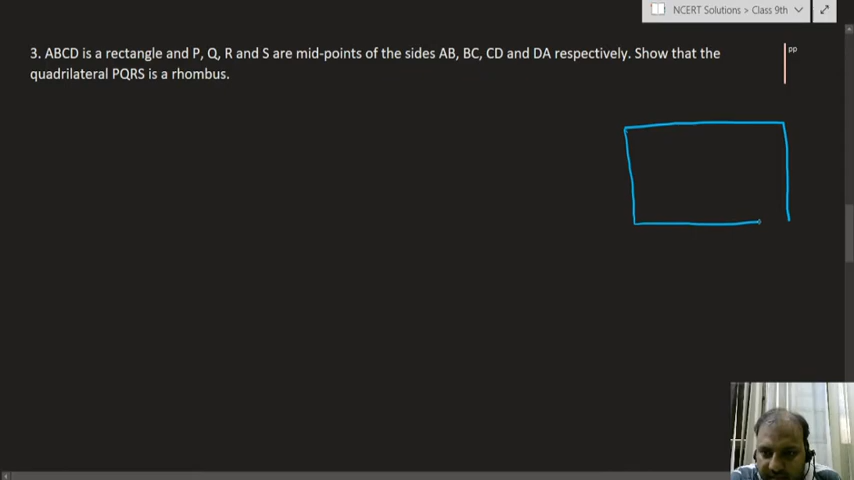 NCERT Solutions > Class 9th
3. ABCD is a rectangle and P, Q, R and S are mid-points of the sides AB, BC, CD and DA respectively. Show that the
quadrilateral PQRS is a rhombus.
pp